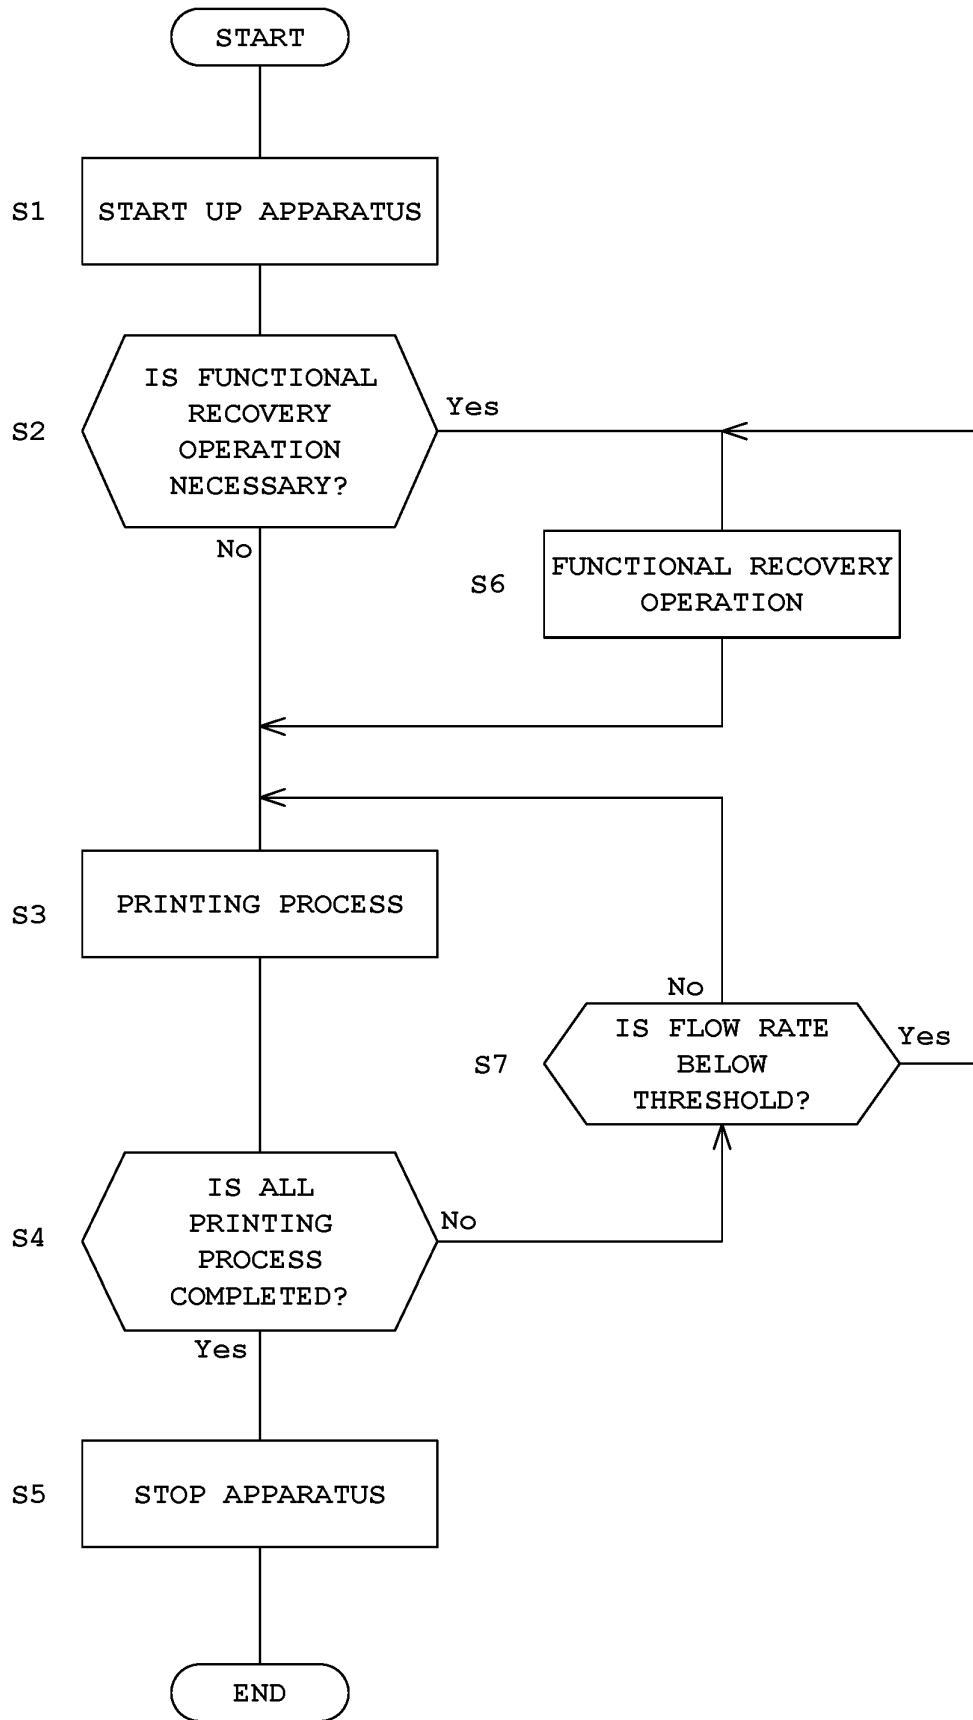 START
S1
START UP APPARATUS
S2
IS FUNCTIONAL
RECOVERY
OPERATION
NECESSARY?
Yes
No
S6
FUNCTIONAL RECOVERY
OPERATION
S3
PRINTING PROCESS
No
S7
IS FLOW RATE
BELOW
THRESHOLD?
Yes
S4
IS ALL
PRINTING
PROCESS
COMPLETED?
No
Yes
S5
STOP APPARATUS
END